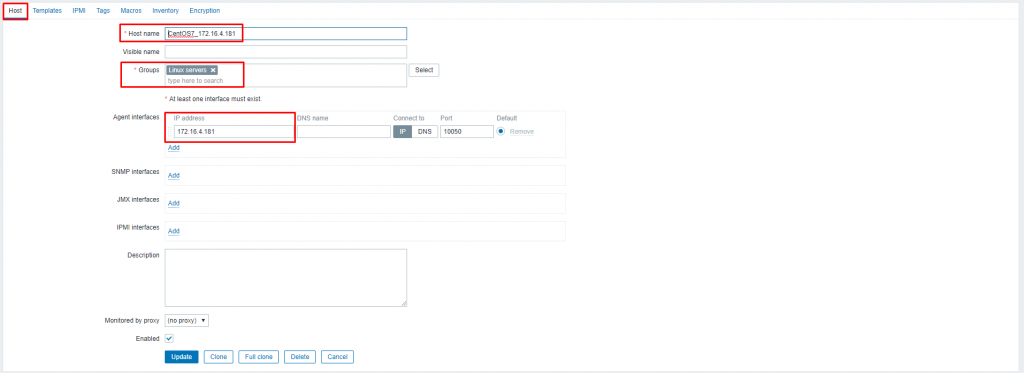 Host Templates IPMI Tags Macros Inventory Encryption
* Host name CentOS7_172.16.4.181
Visible name
* Groups Linux servers × Select
type here to search
* At least one interface must exist.
Agent interfaces IP address DNS name Connect to Port Default
172.16.4.181 IP DNS 10050 Remove
Add
SNMP interfaces Add
JMX interfaces Add
IPMI interfaces Add
Description
Monitored by proxy (no proxy)
Enabled
Update Clone Full clone Delete Cancel